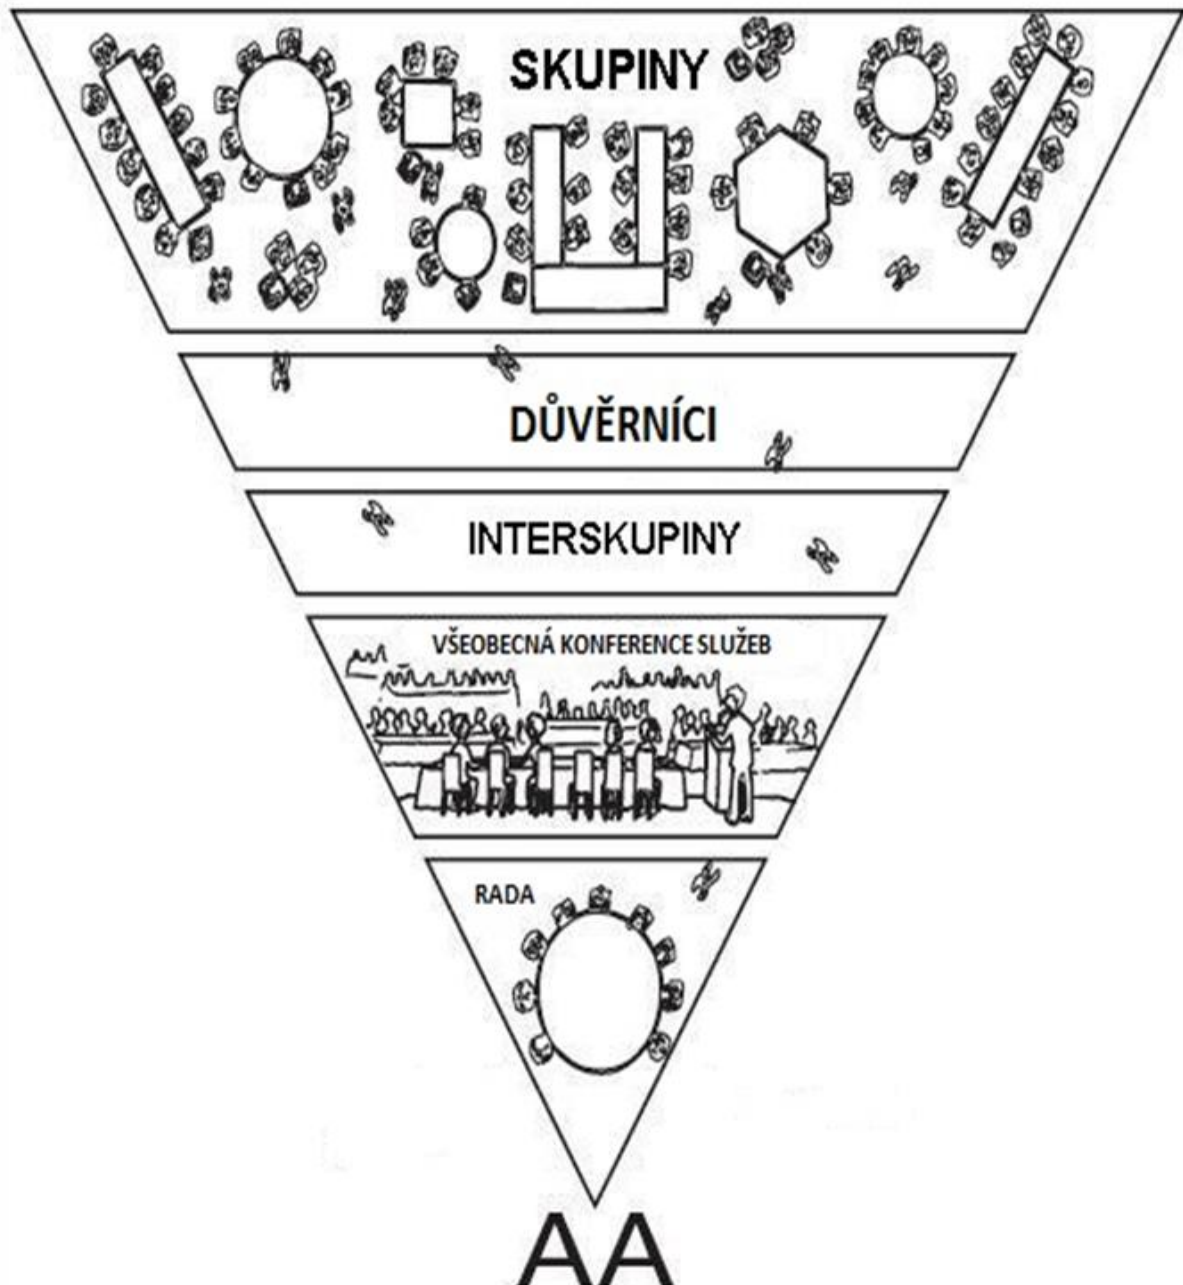 SKUPINY
DŮVĚRNÍCI
INTERSKUPINY
VŠEOBECNÁ KONFERENCE SLUŽEB
RADA
AA